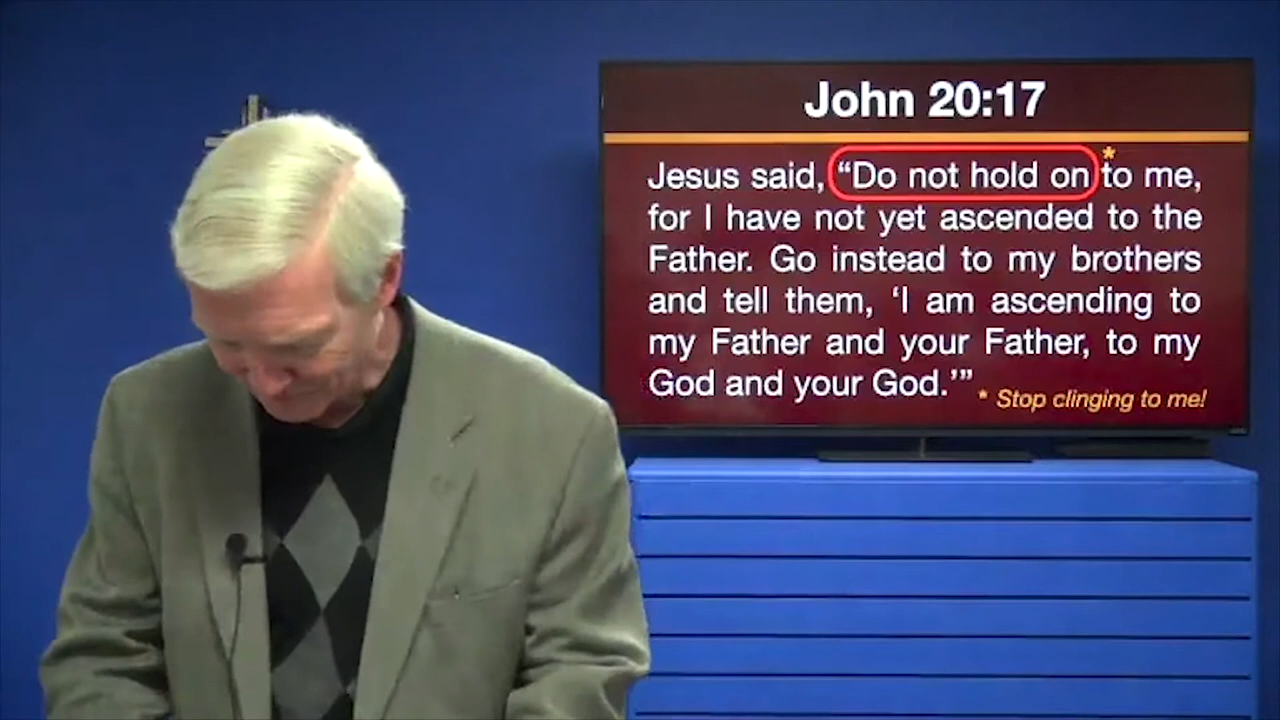 John 20:17
Jesus said, “Do not hold on to me,*
for I have not yet ascended to the
Father. Go instead to my brothers
and tell them, ‘I am ascending to
my Father and your Father, to my
God and your God.’”
* Stop clinging to me!